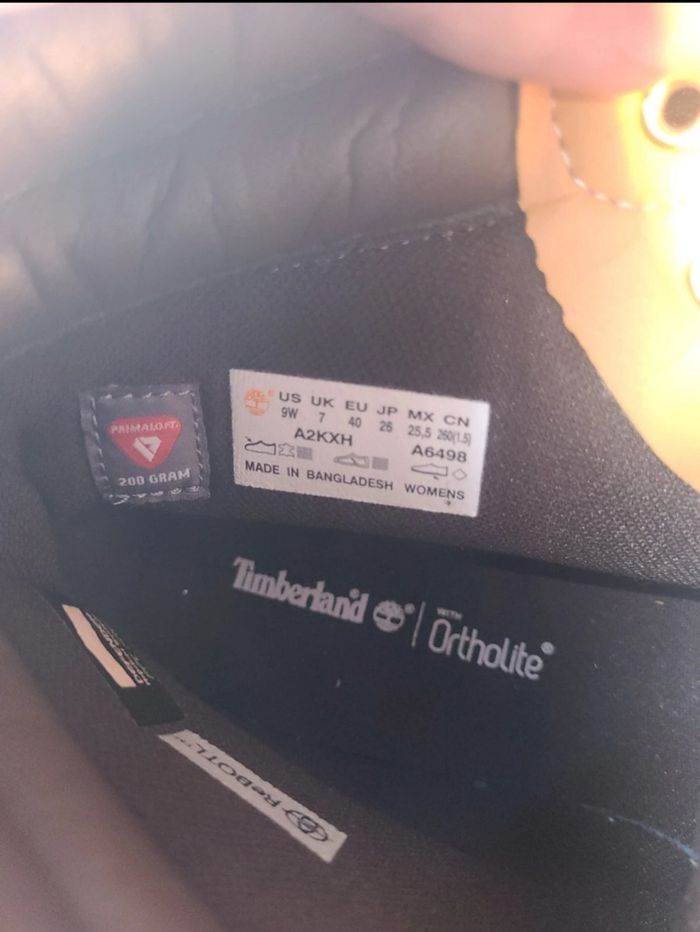 PRIMALOFT®
200 GRAM
US UK EU JP MX CN
9W 7 40 26 25,5 260(1.5)
A2KXH A6498
MADE IN BANGLADESH WOMENS
Timberland ® | WITH Ortholite®
ReBOTL™